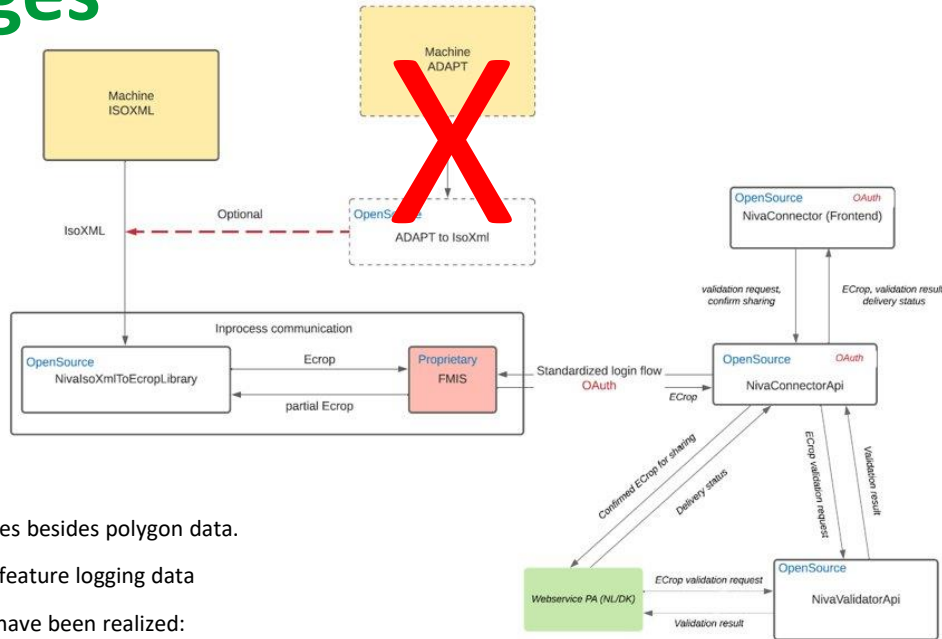 Machine
ADAPT
Machine
ISOXML
X
OpenSource
ADAPT to IsoXml
Optional
IsoXML
OpenSource
OAuth
NivaConnector (Frontend)
validation request,
confirm sharing
ECrop, validation result
delivery status
Inprocess communication
OpenSource
NivaIsoXmlToEcropLibrary
Ecrop
partial Ecrop
Proprietary
FMIS
Standardized login flow
OAuth
ECrop
OpenSource
OAuth
NivaConnectorApi
Confirmed ECrop for sharing
Delivery status
ECrop validation request
Validation result
es besides polygon data.
feature logging data
have been realized:
Webservice PA (NL/DK)
ECrop validation request
Validation result
OpenSource
NivaValidatorApi